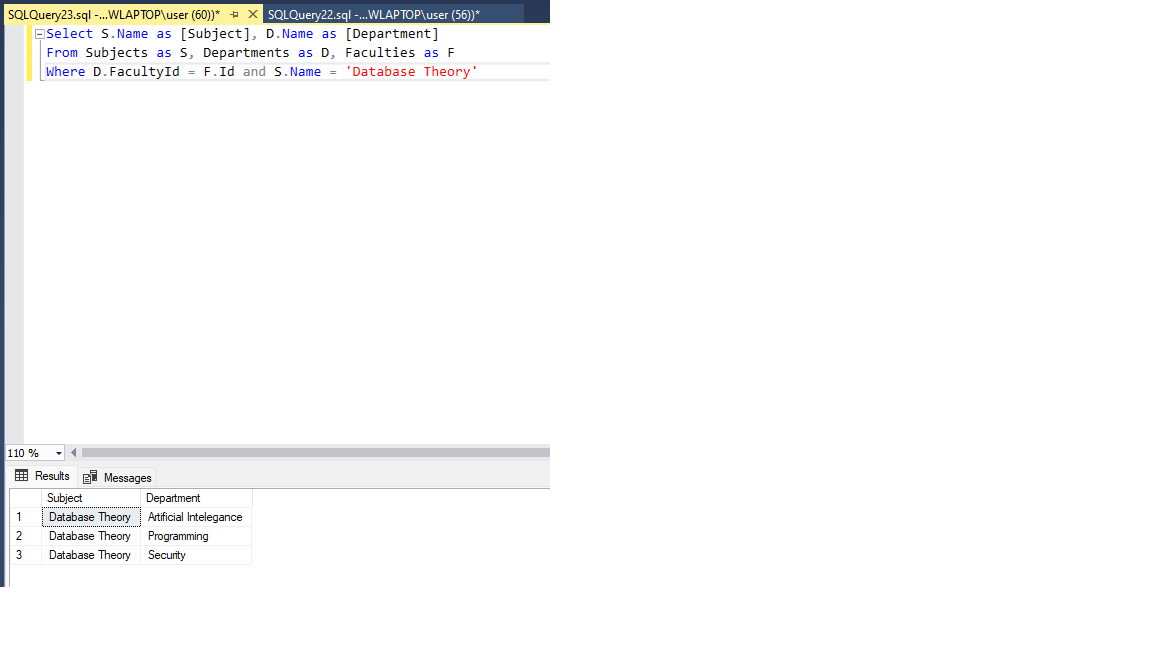 SQLQuery23.sql -...WLAPTOP\user (60))* SQLQuery22.sql -...WLAPTOP\user (56))*
Select S.Name as [Subject], D.Name as [Department]
From Subjects as S, Departments as D, Faculties as F
Where D.FacultyId = F.Id and S.Name = 'Database Theory'
110 %
Results Messages
Subject Department
1 Database Theory Artificial Intelegance
2 Database Theory Programming
3 Database Theory Security